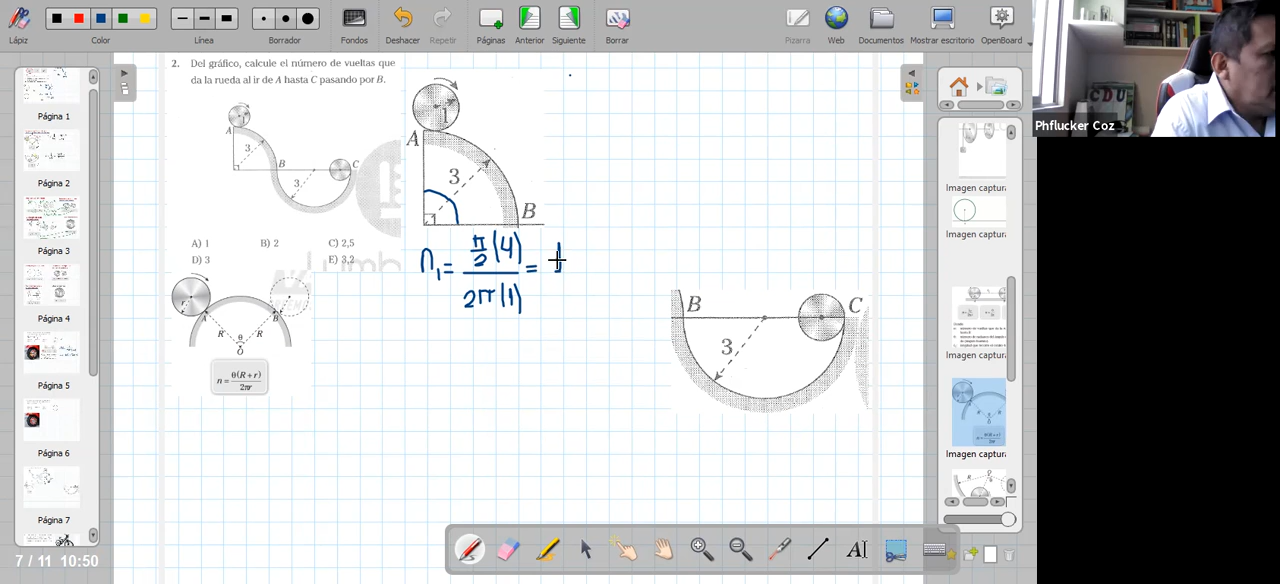 Lápiz
Color
Línea
Borrador
Fondos
Deshacer
Repetir
Páginas
Anterior
Siguiente
Borrar
Pizarra
Web
Documentos
Mostrar escritorio
OpenBoard
Phflucker Coz
CDU
Página 1
Página 2
Página 3
Página 4
Página 5
Página 6
Página 7
7 / 11 10:50
2. Del gráfico, calcule el número de vueltas que
da la rueda al ir de A hasta C pasando por B.
1
A
3
B
C
3
A) 1 B) 2 C) 2,5
D) 3 E) 3,2
r
A B
R θ R
O
n = θ(R+r) / 2πr
1
A
3
B
n₁ = π/2 (4) / 2π(1) =
B C
3
Imagen captur
Imagen captur
Imagen captur
Imagen captur
AI